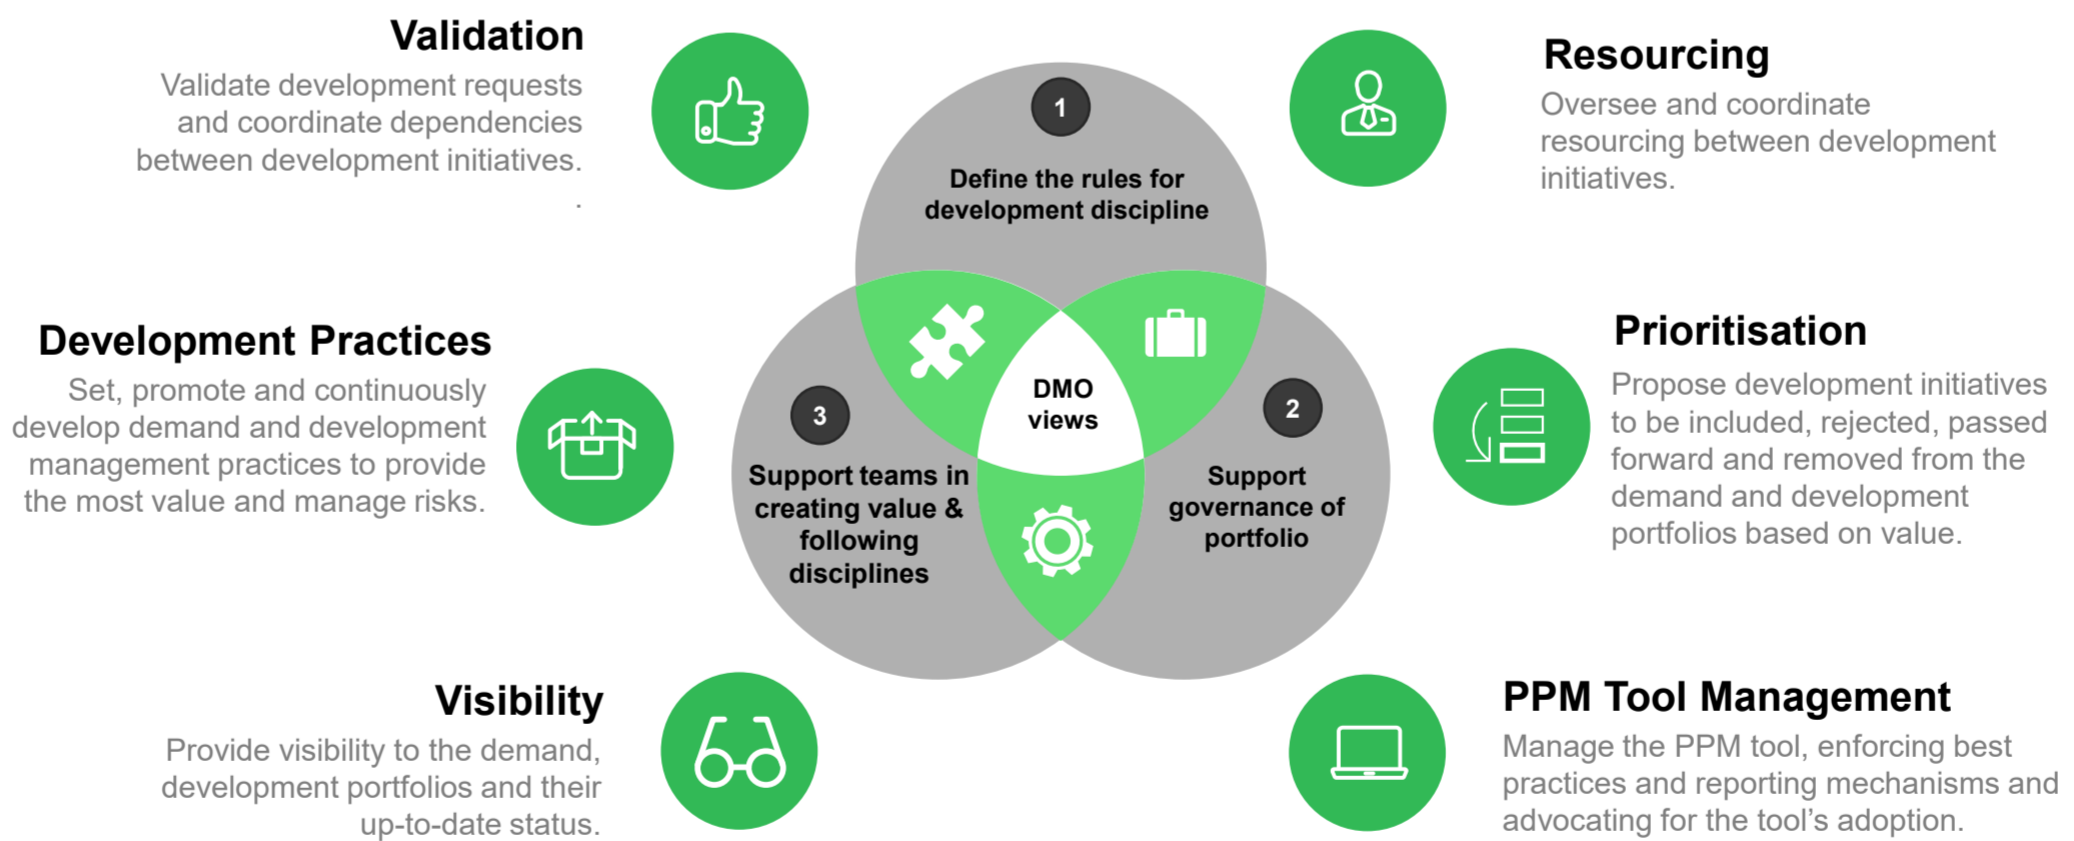 Validation
Validate development requests
and coordinate dependencies
between development initiatives.
.
Development Practices
Set, promote and continuously
develop demand and development
management practices to provide
the most value and manage risks.
Visibility
Provide visibility to the demand,
development portfolios and their
up-to-date status.
1
Define the rules for
development discipline
DMO
views
3
Support teams in
creating value &
following
disciplines
2
Support
governance of
portfolio
Resourcing
Oversee and coordinate
resourcing between development
initiatives.
Prioritisation
Propose development initiatives
to be included, rejected, passed
forward and removed from the
demand and development
portfolios based on value.
PPM Tool Management
Manage the PPM tool, enforcing best
practices and reporting mechanisms and
advocating for the tool’s adoption.